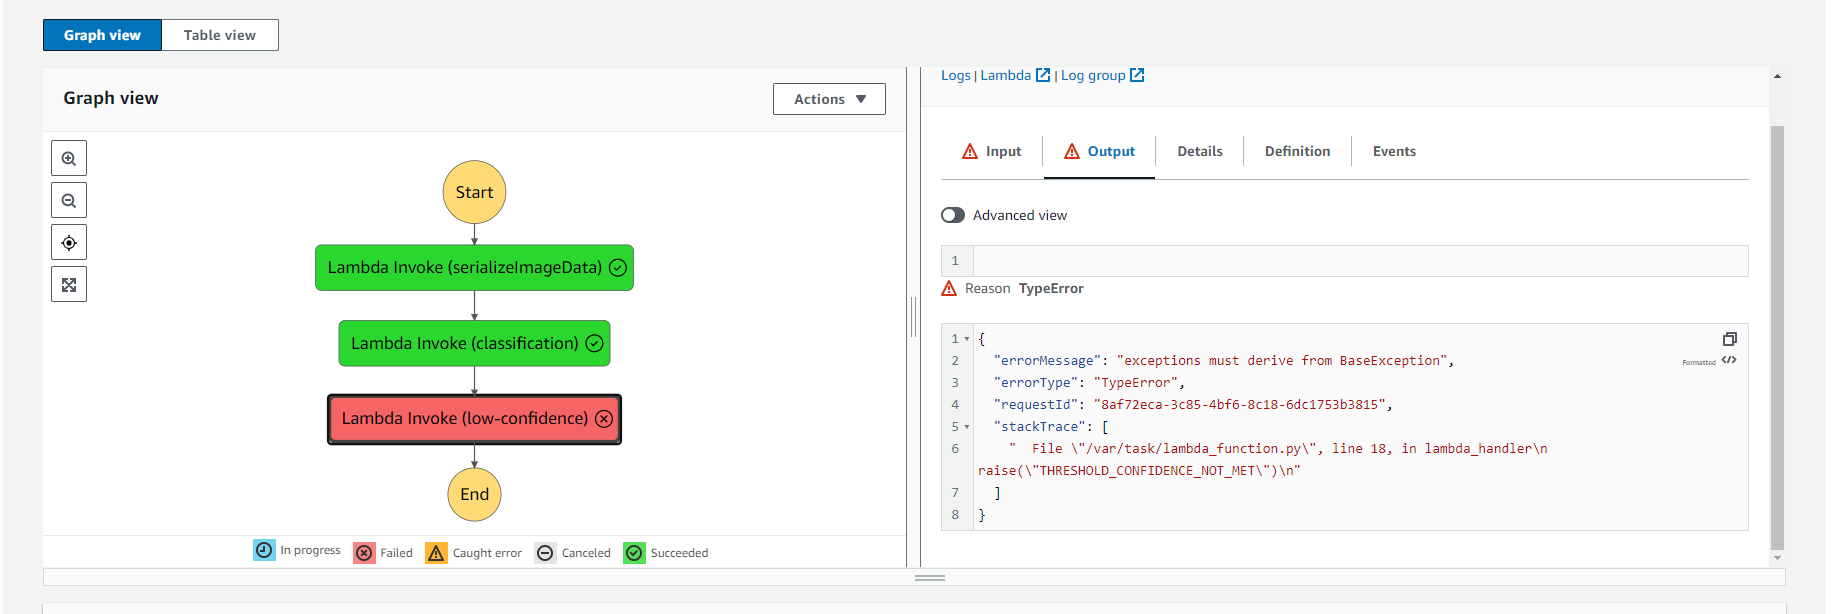 Graph view
Table view
Graph view
Actions
Start
Lambda Invoke (serializeImageData)
Lambda Invoke (classification)
Lambda Invoke (low-confidence)
End
In progress
Failed
Caught error
Canceled
Succeeded
Logs | Lambda | Log group
Input
Output
Details
Definition
Events
Advanced view
1
Reason TypeError
1 {
Formatted
2 "errorMessage": "exceptions must derive from BaseException",
3 "errorType": "TypeError",
4 "requestId": "8af72eca-3c85-4bf6-8c18-6dc1753b3815",
5 "stackTrace": [
6 "  File \"/var/task/lambda_function.py\", line 18, in lambda_handler\n
raise(\"THRESHOLD_CONFIDENCE_NOT_MET\")\n"
7 ]
8 }